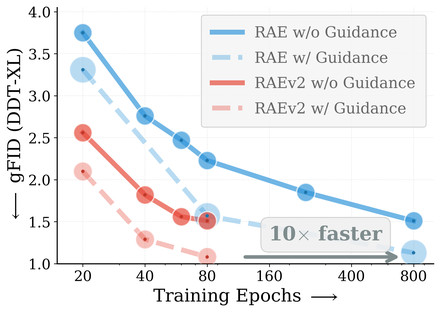 4.0
3.5
3.0
2.5
2.0
1.5
1.0
⟵ gFID (DDT-XL)
RAE w/o Guidance
RAE w/ Guidance
RAEv2 w/o Guidance
RAEv2 w/ Guidance
10× faster
20 40 80 160 400 800
Training Epochs ⟶